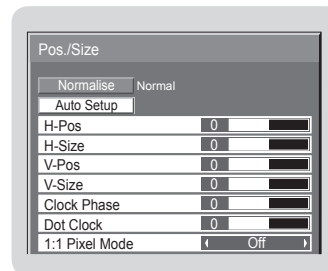 Pos./Size
Normalise Normal
Auto Setup
H-Pos 0
H-Size 0
V-Pos 0
V-Size 0
Clock Phase 0
Dot Clock 0
1:1 Pixel Mode Off